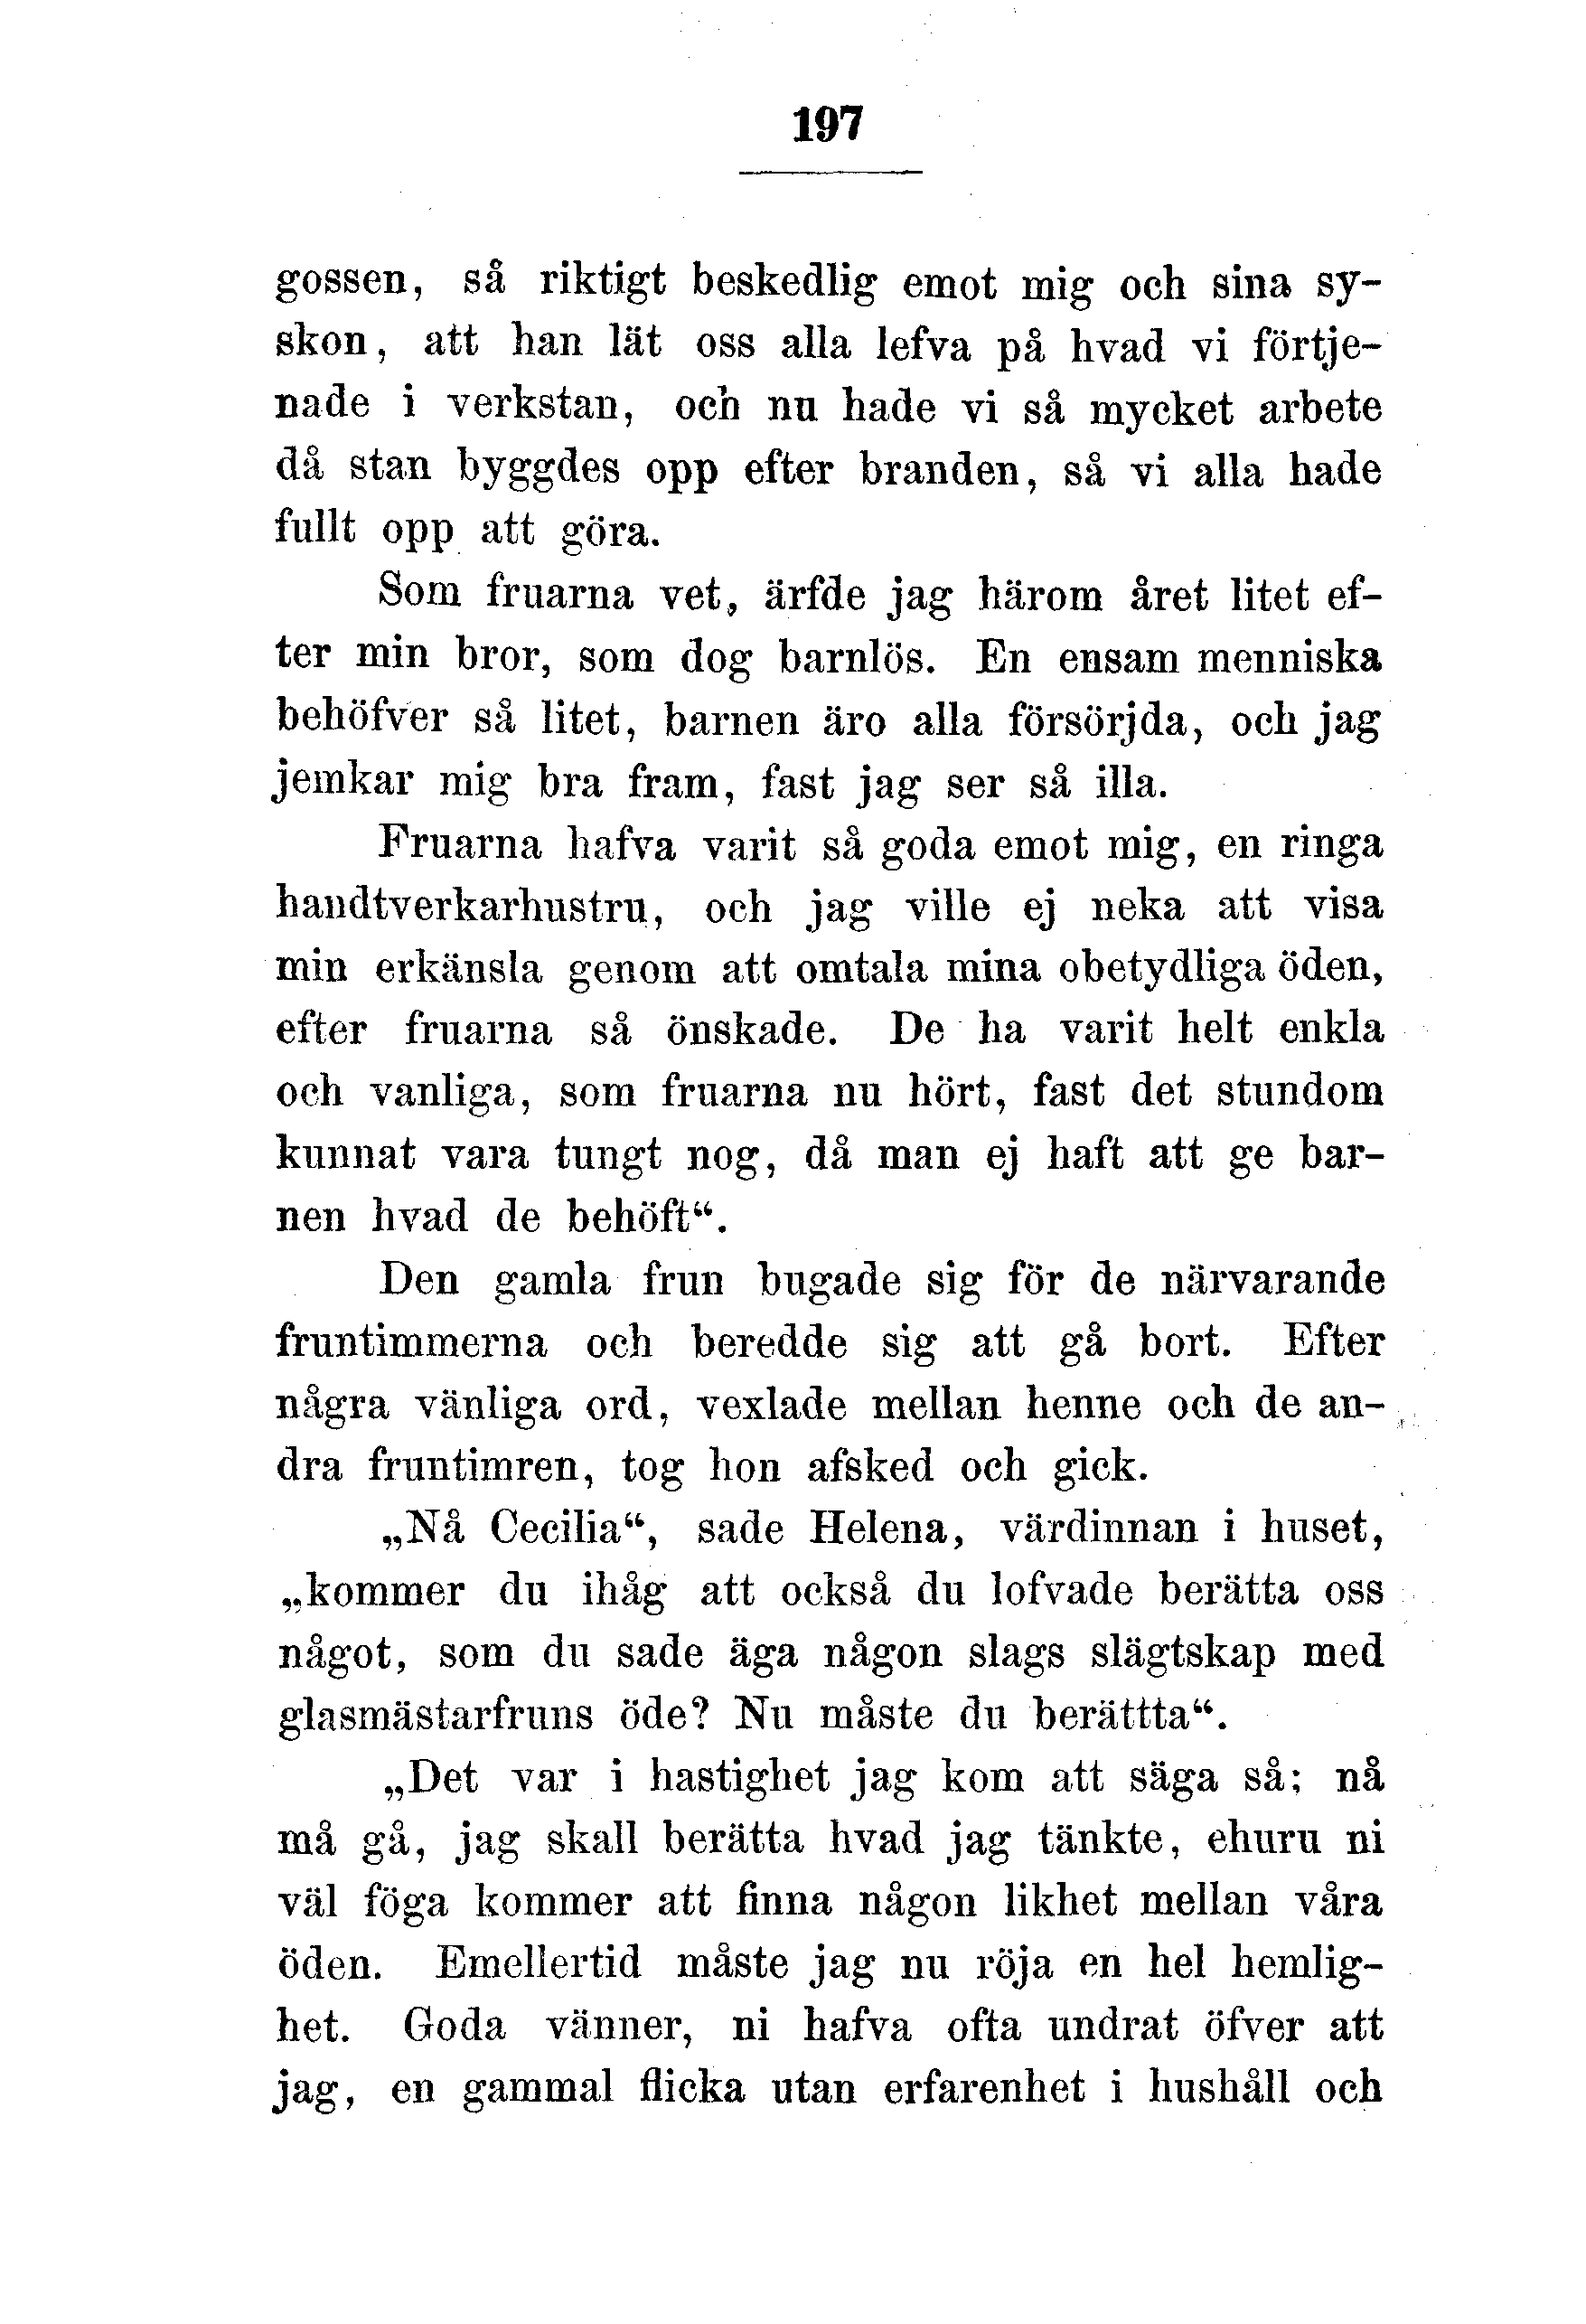 197
gossen, så riktigt beskedlig emot mig och sina sy-
skon, att han lät oss alla lefva på hvad vi förtje-
nade i verkstan, och nu hade vi så mycket arbete
då stan byggdes opp efter branden, så vi alla hade
fullt opp att göra.
Som fruarna vet, ärfde jag härom året litet ef-
ter min bror, som dog barnlös. En ensam menniska
behöfver så litet, barnen äro alla försörjda, och jag
jemkar mig bra fram, fast jag ser så illa.
Fruarna hafva varit så goda emot mig, en ringa
handtverkarhustru, och jag ville ej neka att visa
min erkänsla genom att omtala mina obetydliga öden,
efter fruarna så önskade. De ha varit helt enkla
och vanliga, som fruarna nu hört, fast det stundom
kunnat vara tungt nog, då man ej haft att ge bar-
nen hvad de behöft“.
Den gamla frun bugade sig för de närvarande
fruntimmerna och beredde sig att gå bort. Efter
några vänliga ord, vexlade mellan henne och de an-
dra fruntimren, tog hon afsked och gick.
„Nå Cecilia“, sade Helena, värdinnan i huset,
„kommer du ihåg att också du lofvade berätta oss
något, som du sade äga någon slags slägtskap med
glasmästarfruns öde? Nu måste du berättta“.
„Det var i hastighet jag kom att säga så; nå
må gå, jag skall berätta hvad jag tänkte, ehuru ni
väl föga kommer att finna någon likhet mellan våra
öden. Emellertid måste jag nu röja en hel hemlig-
het. Goda vänner, ni hafva ofta undrat öfver att
jag, en gammal flicka utan erfarenhet i hushåll och